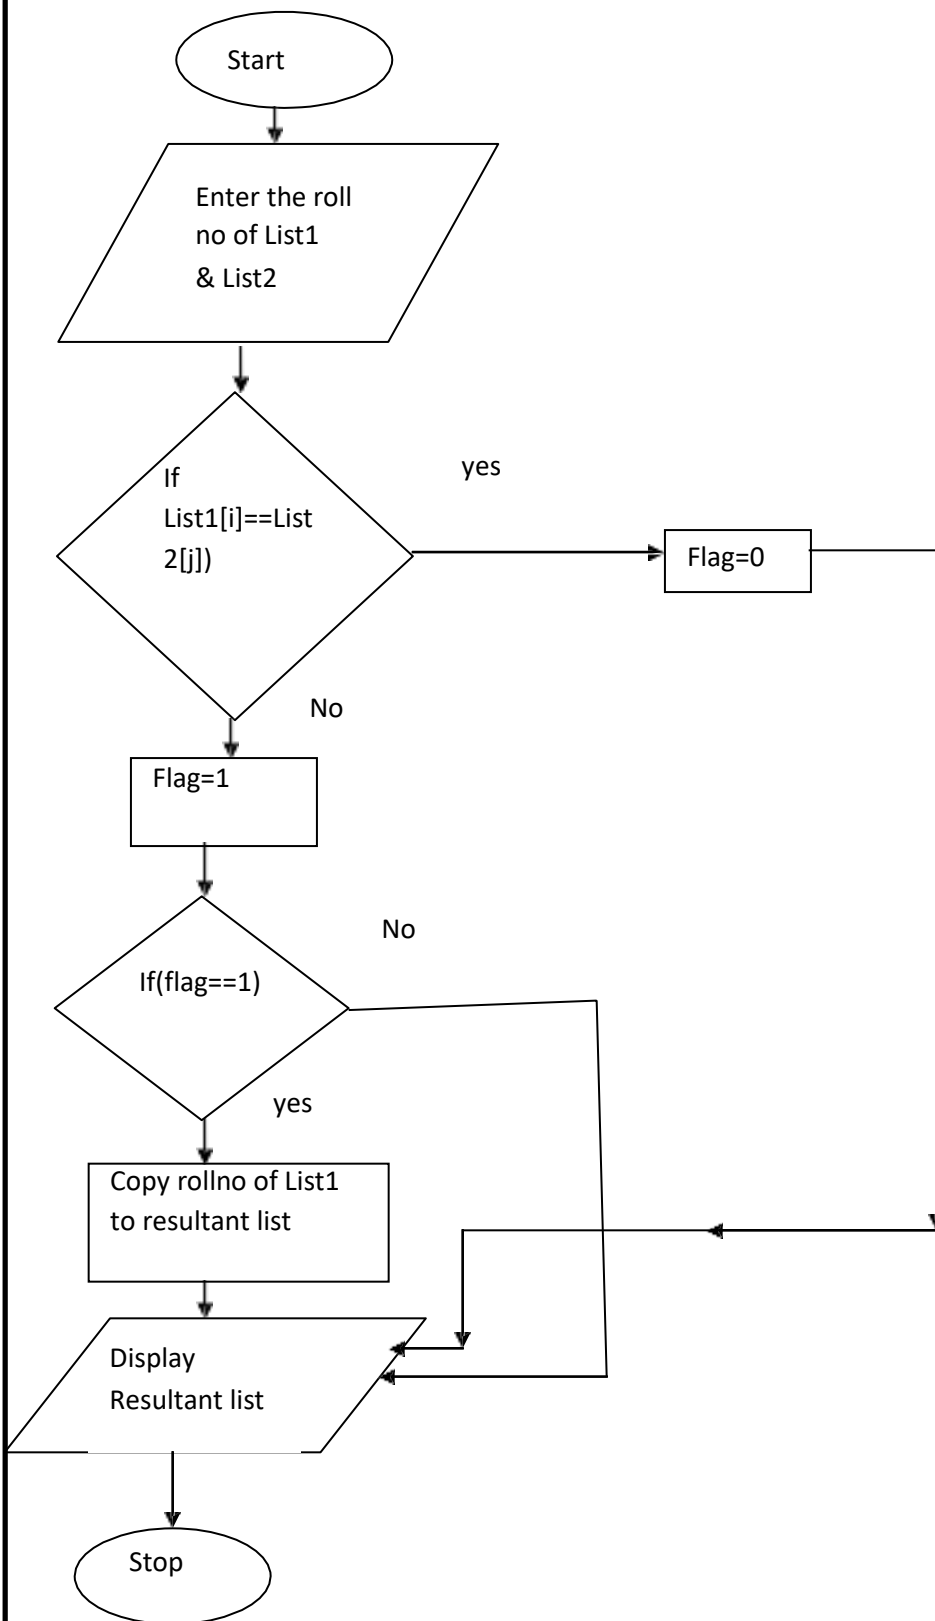 Start
Enter the roll
no of List1
& List2
If
List1[i]==List
2[j])
yes
Flag=0
No
Flag=1
No
If(flag==1)
yes
Copy rollno of List1
to resultant list
Display
Resultant list
Stop